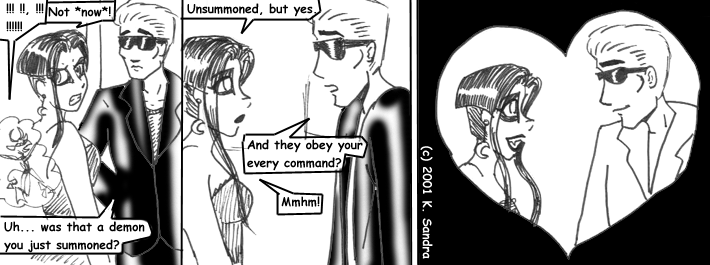 !!! !!, !!!
!!!!!!
Not *now*!
Uh... was that a demon
you just summoned?
Unsummoned, but yes.
And they obey your
every command?
Mmhm!
(c) 2001 K. Sandra